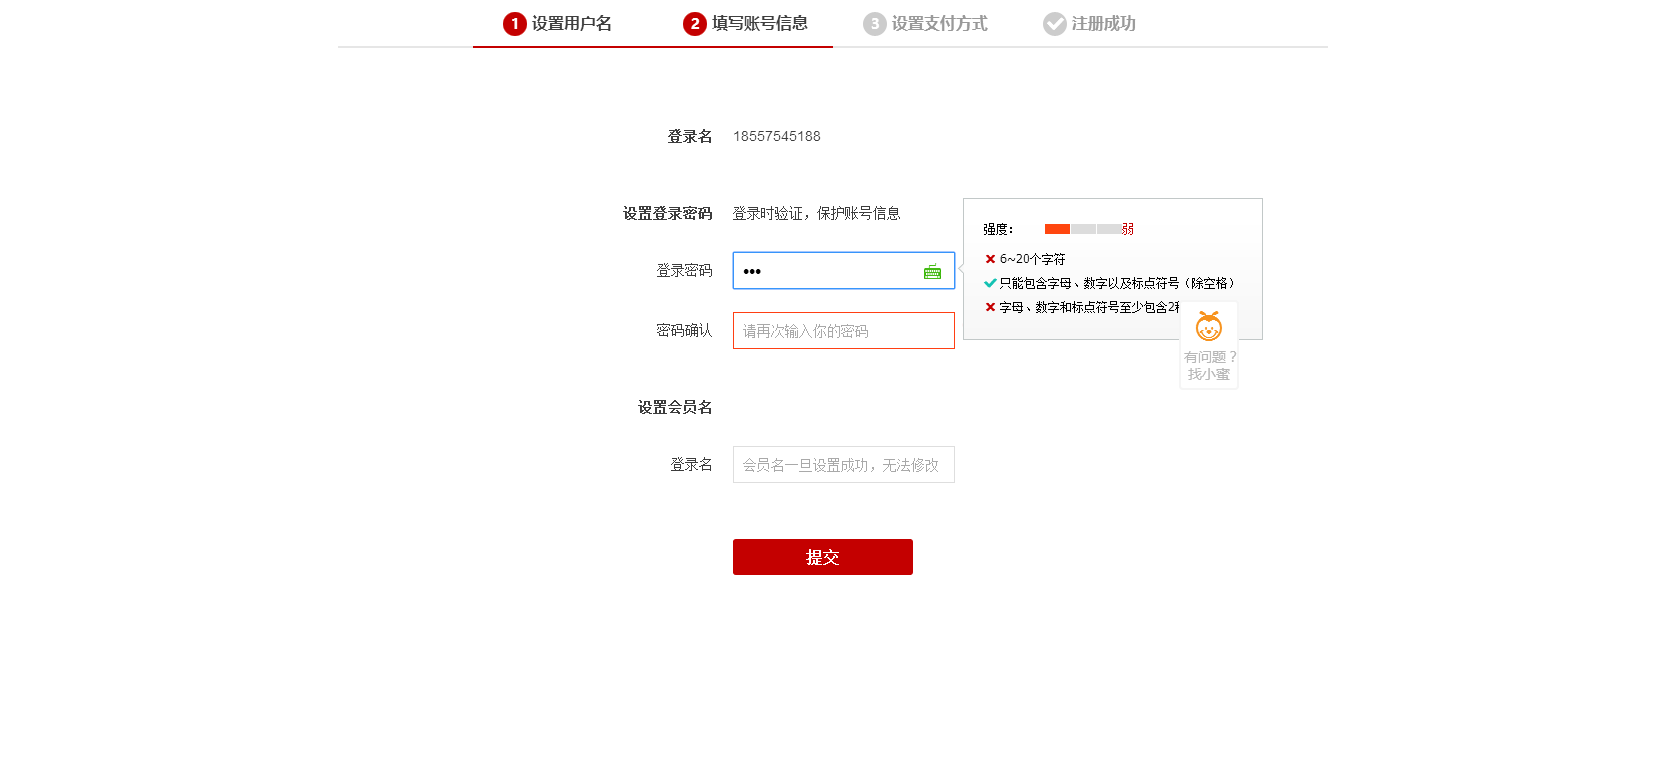 1 设置用户名 2 填写账号信息 3 设置支付方式 注册成功
登录名 18557545188
设置登录密码 登录时验证，保护账号信息
强度： 弱
6~20个字符
登录密码 •••
只能包含字母、数字以及标点符号（除空格）
字母、数字和标点符号至少包含2
密码确认 请再次输入你的密码
有问题？
找小蜜
设置会员名
登录名 会员名一旦设置成功，无法修改
提交